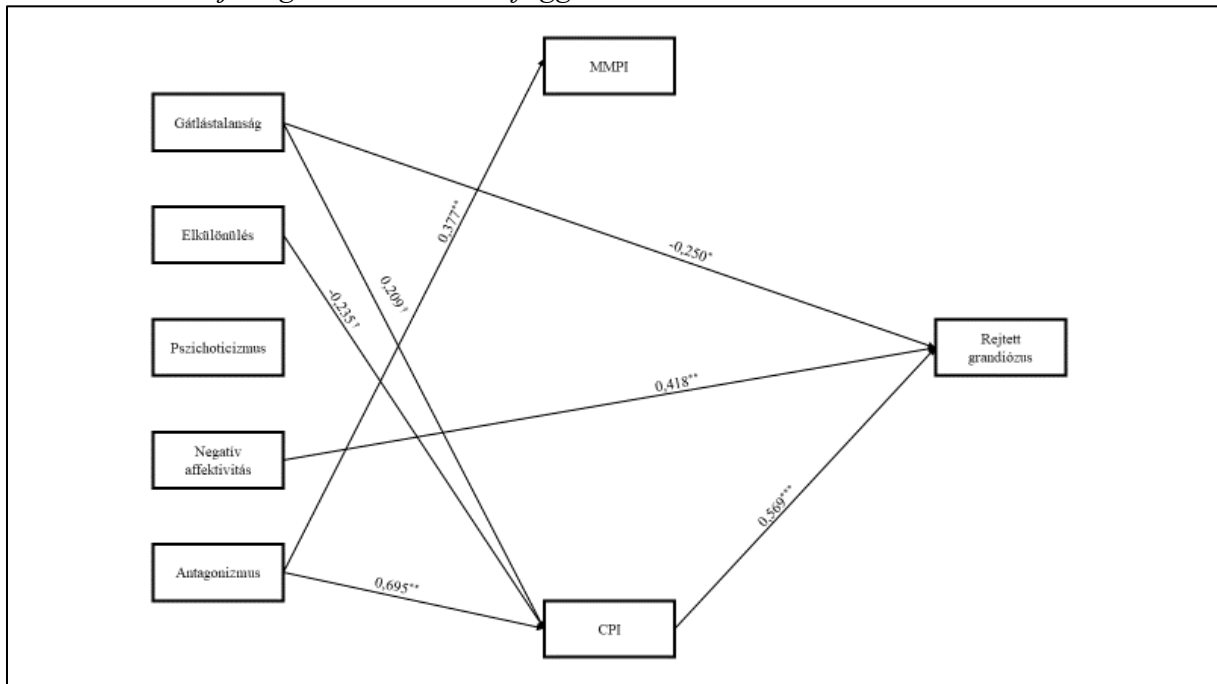 MMPI
Gátlástalanság
Elkülönülés
Pszichoticizmus
Negatív
affektivitás
Antagonizmus
0,377**
-0,250*
0,209†
-0,235†
0,418**
0,695**
0,569***
CPI
Rejtett
grandiózus